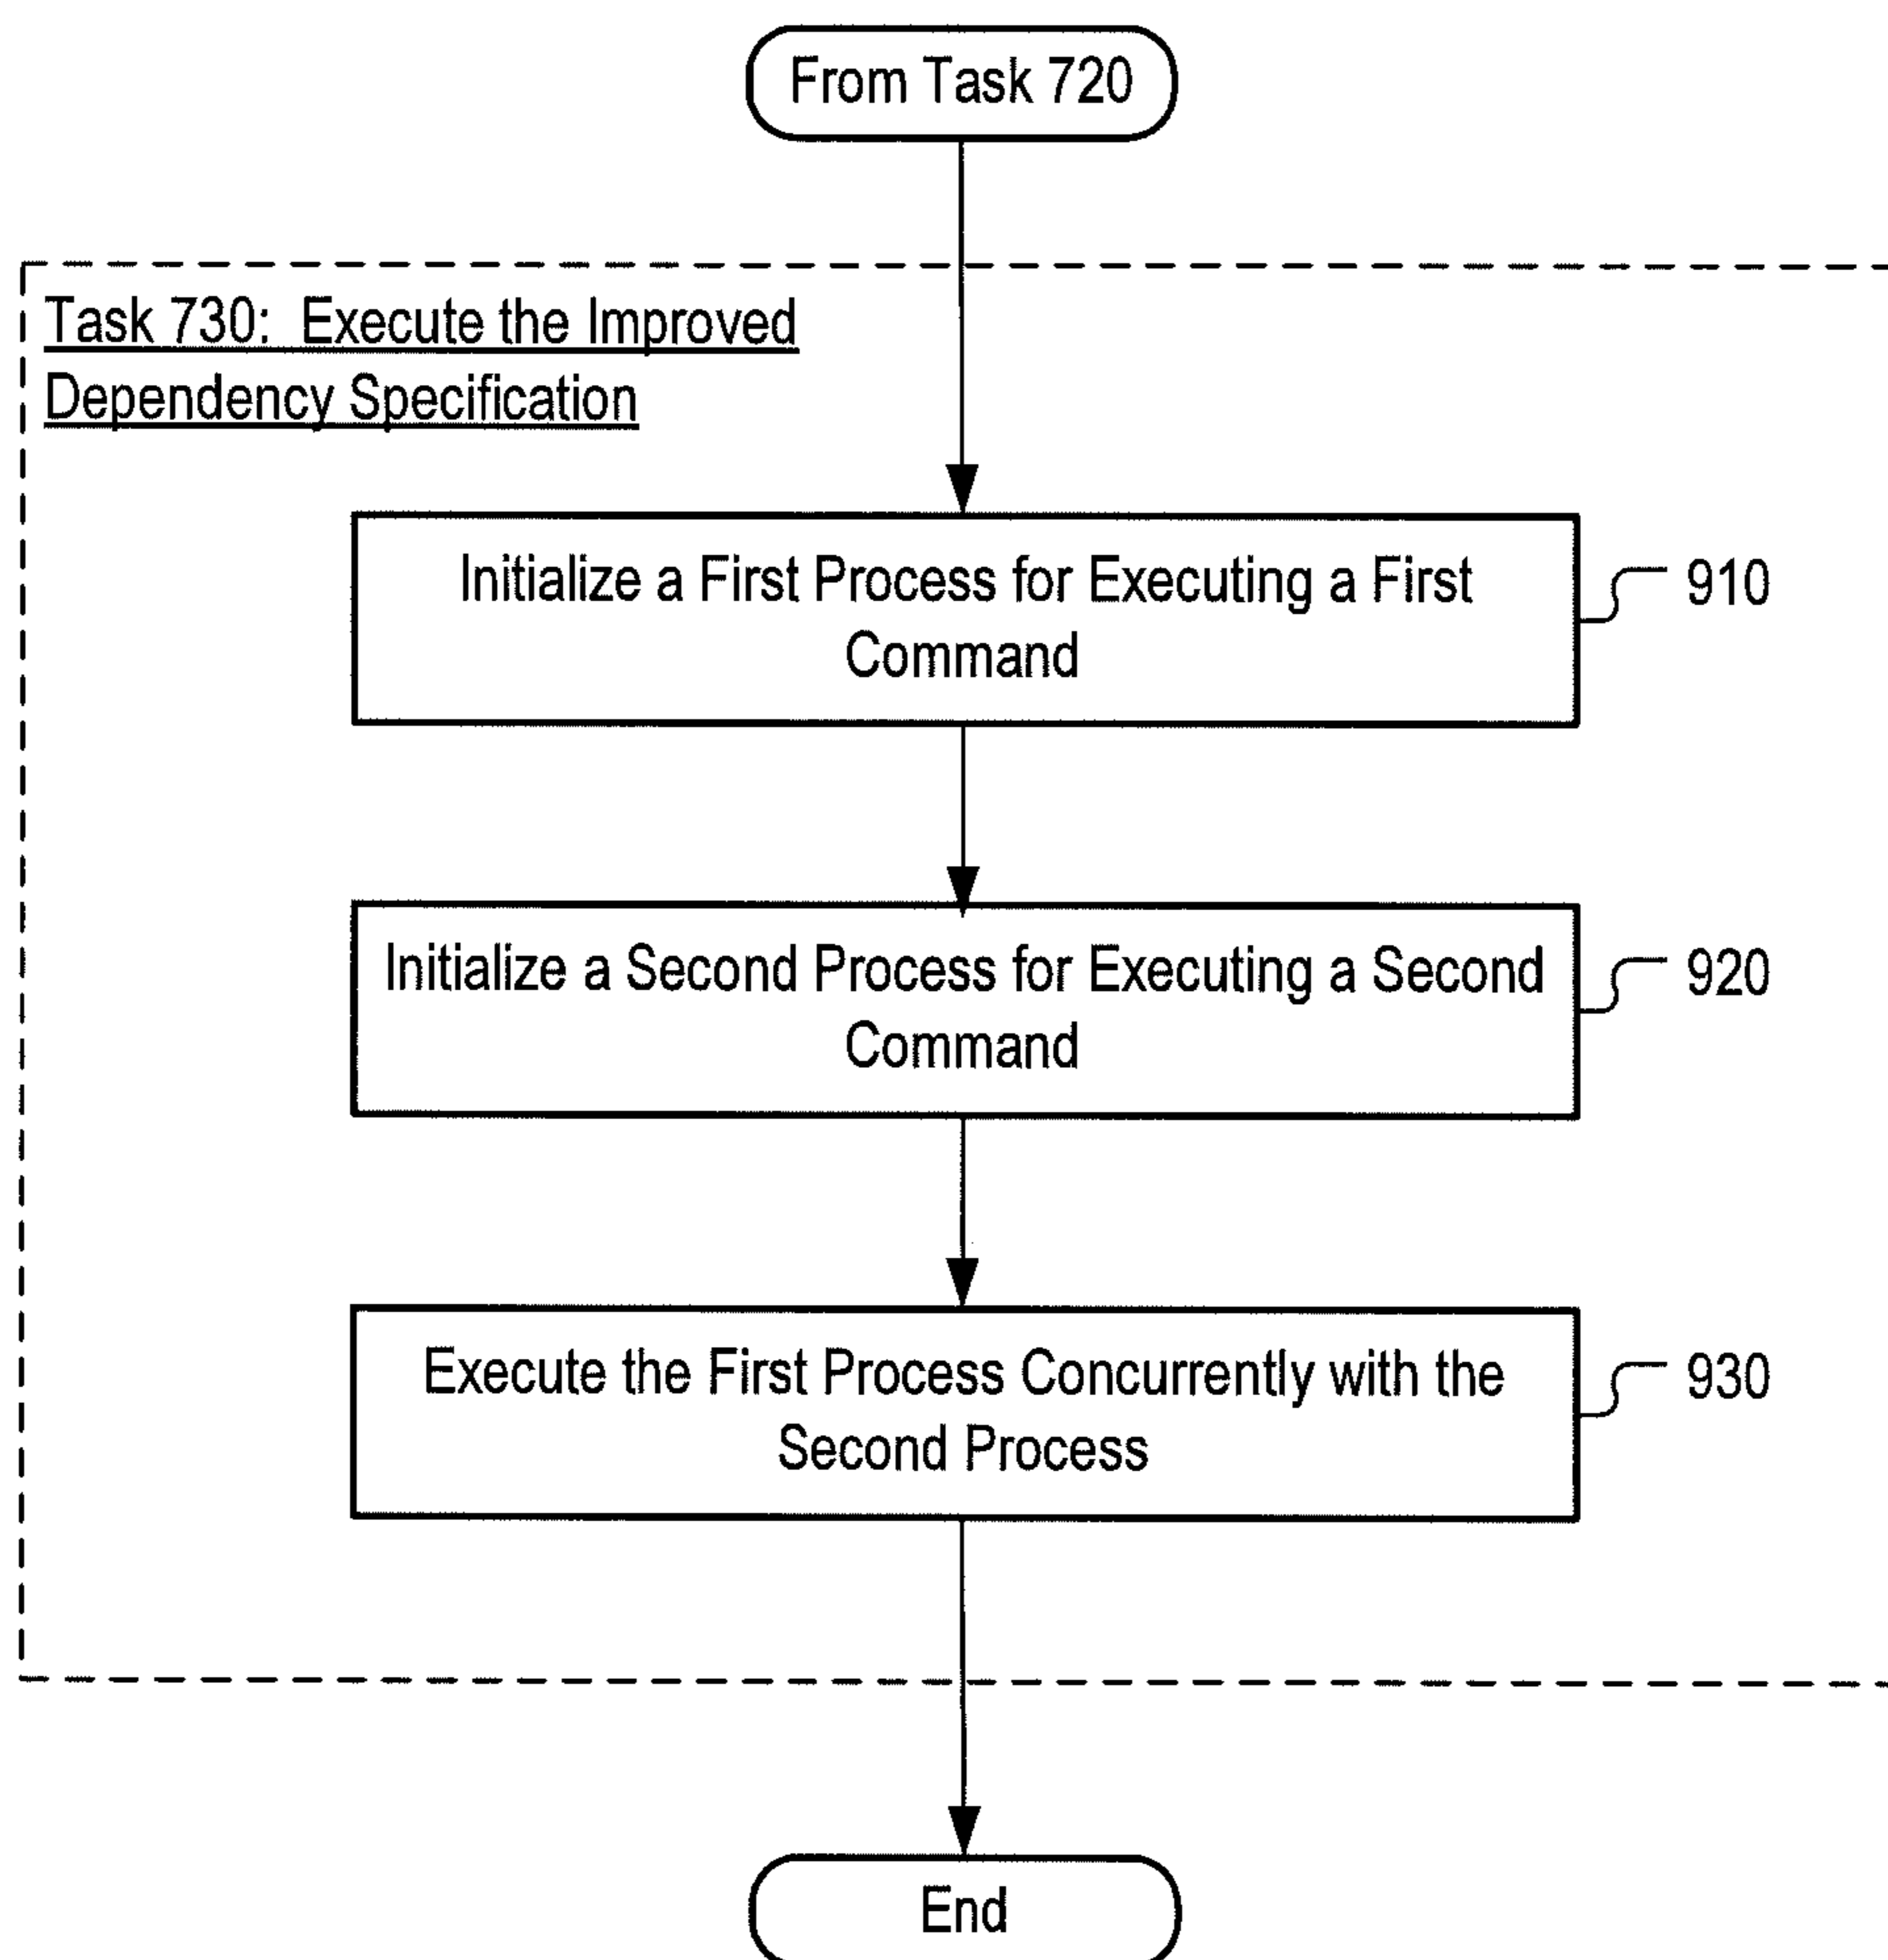 From Task 720
Task 730: Execute the Improved
Dependency Specification
Initialize a First Process for Executing a First
Command
910
Initialize a Second Process for Executing a Second
Command
920
Execute the First Process Concurrently with the
Second Process
930
End